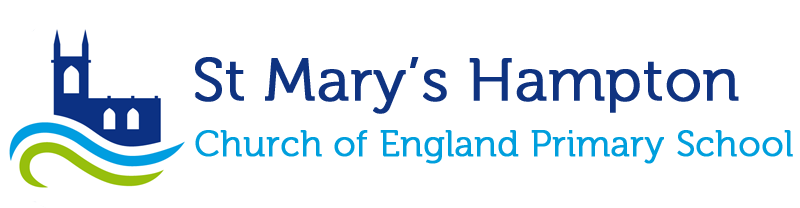 St Mary’s Hampton
Church of England Primary School